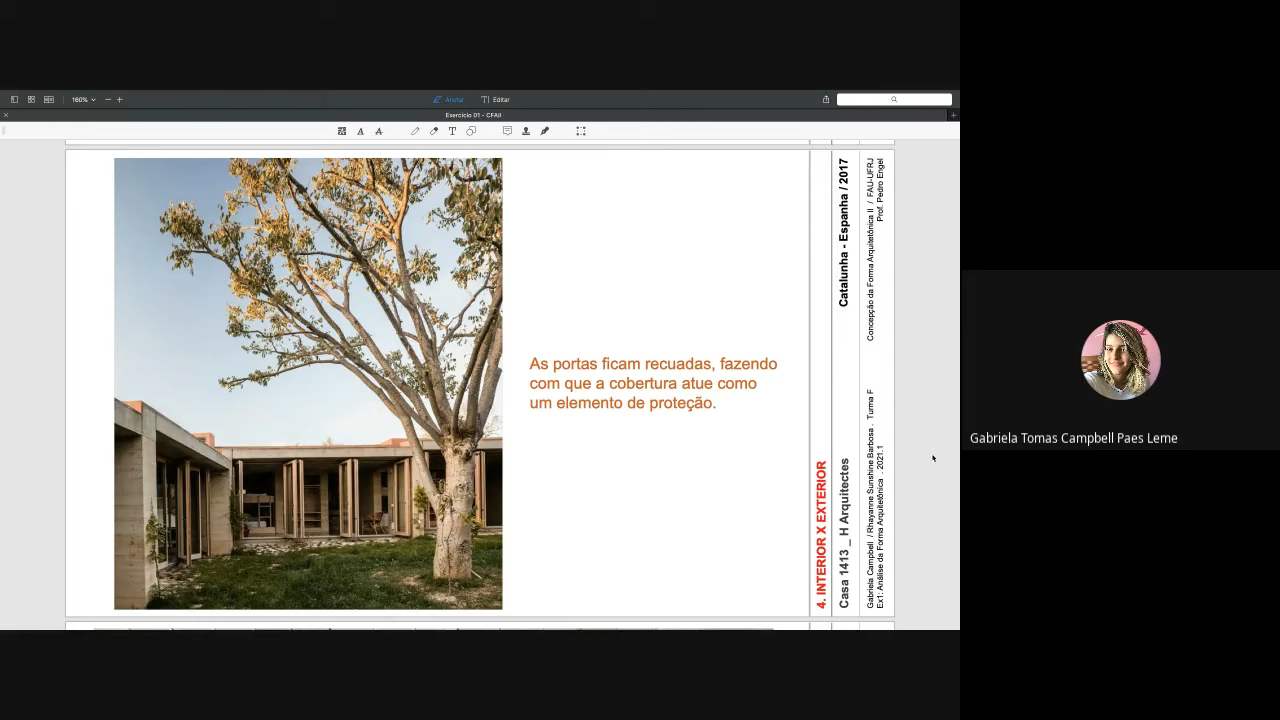 160%
Anotar
Editar
Exercício 01 - CFAII
As portas ficam recuadas, fazendo
com que a cobertura atue como
um elemento de proteção.
4. INTERIOR X EXTERIOR
Casa 1413 _ H Arquitectes
Catalunha - Espanha / 2017
Gabriela Campbell / Rhayanne Sunshine Barbosa . Turma F
Ex1: Análise da Forma Arquitetônica . 2021.1
Concepção da Forma Arquitetônica II / FAU-UFRJ
Prof. Pedro Engel
Gabriela Tomas Campbell Paes Leme